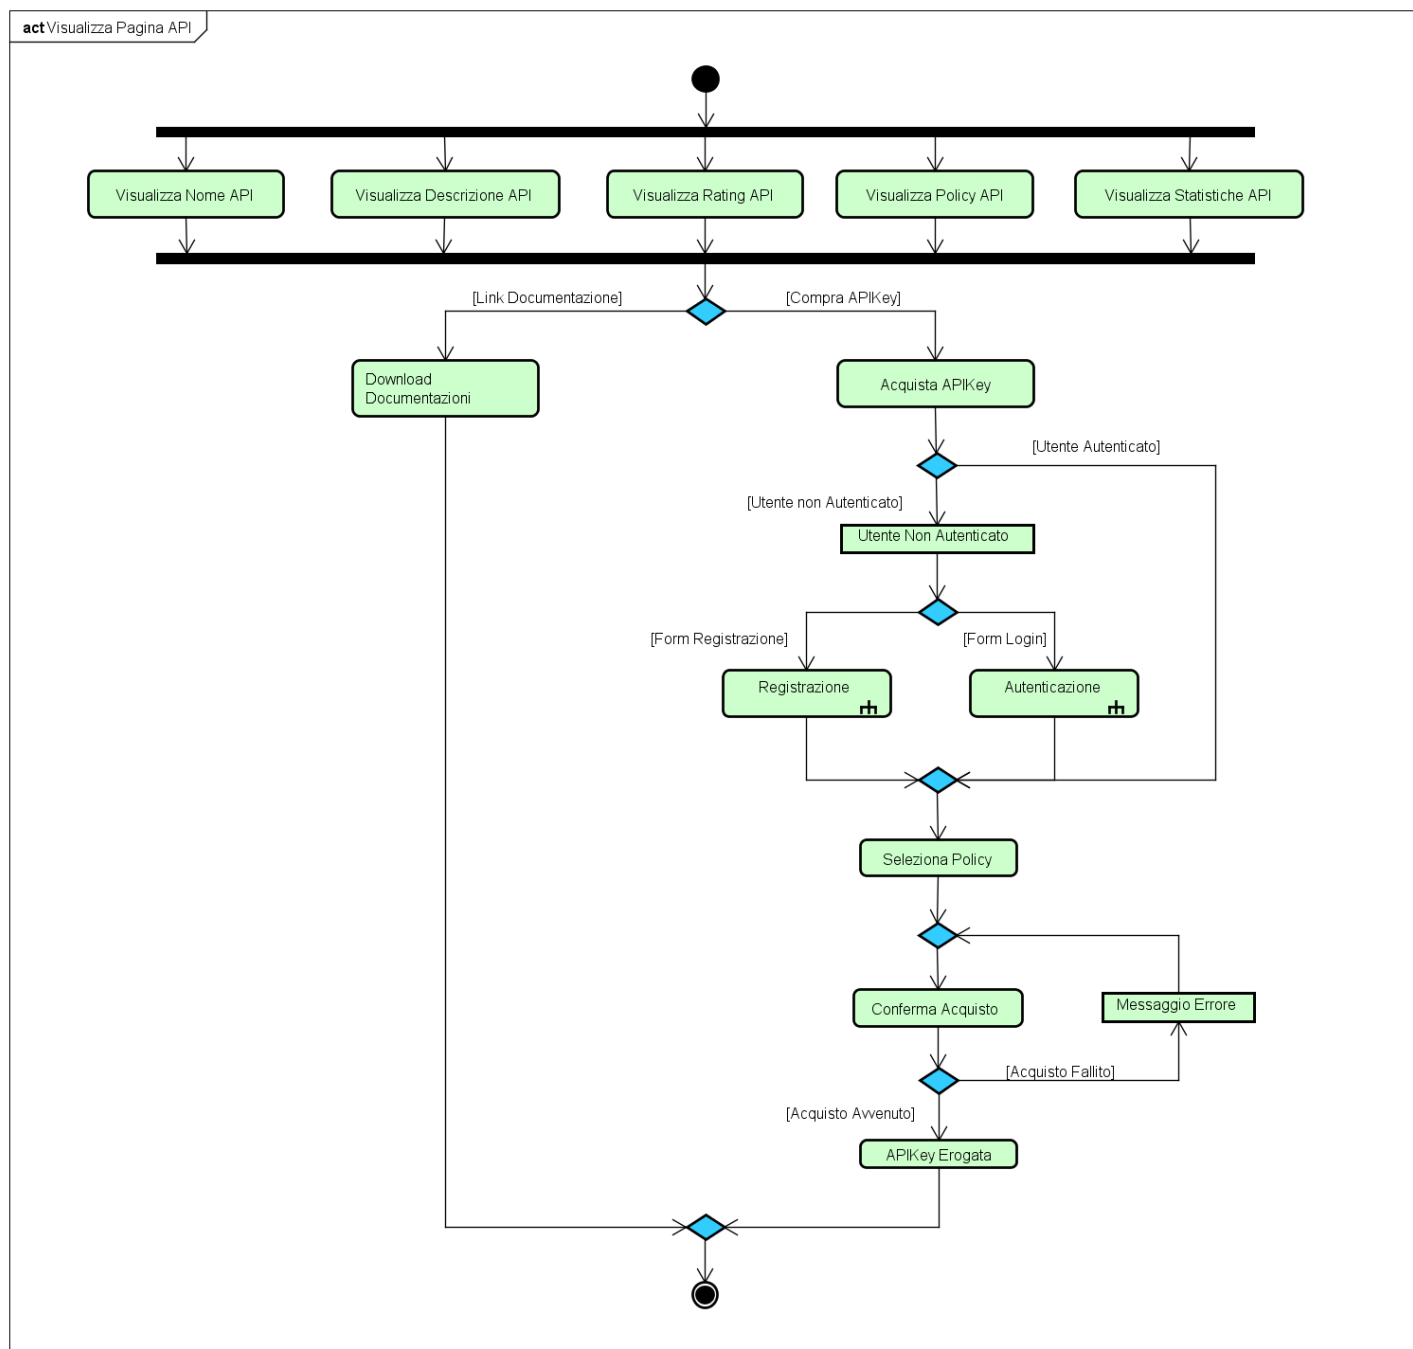 act Visualizza Pagina API
Visualizza Nome API
Visualizza Descrizione API
Visualizza Rating API
Visualizza Policy API
Visualizza Statistiche API
[Link Documentazione]
[Compra APIKey]
Download
Documentazioni
Acquista APIKey
[Utente Autenticato]
[Utente non Autenticato]
Utente Non Autenticato
[Form Registrazione]
[Form Login]
Registrazione
Autenticazione
Seleziona Policy
Conferma Acquisto
Messaggio Errore
[Acquisto Fallito]
[Acquisto Avvenuto]
APIKey Erogata